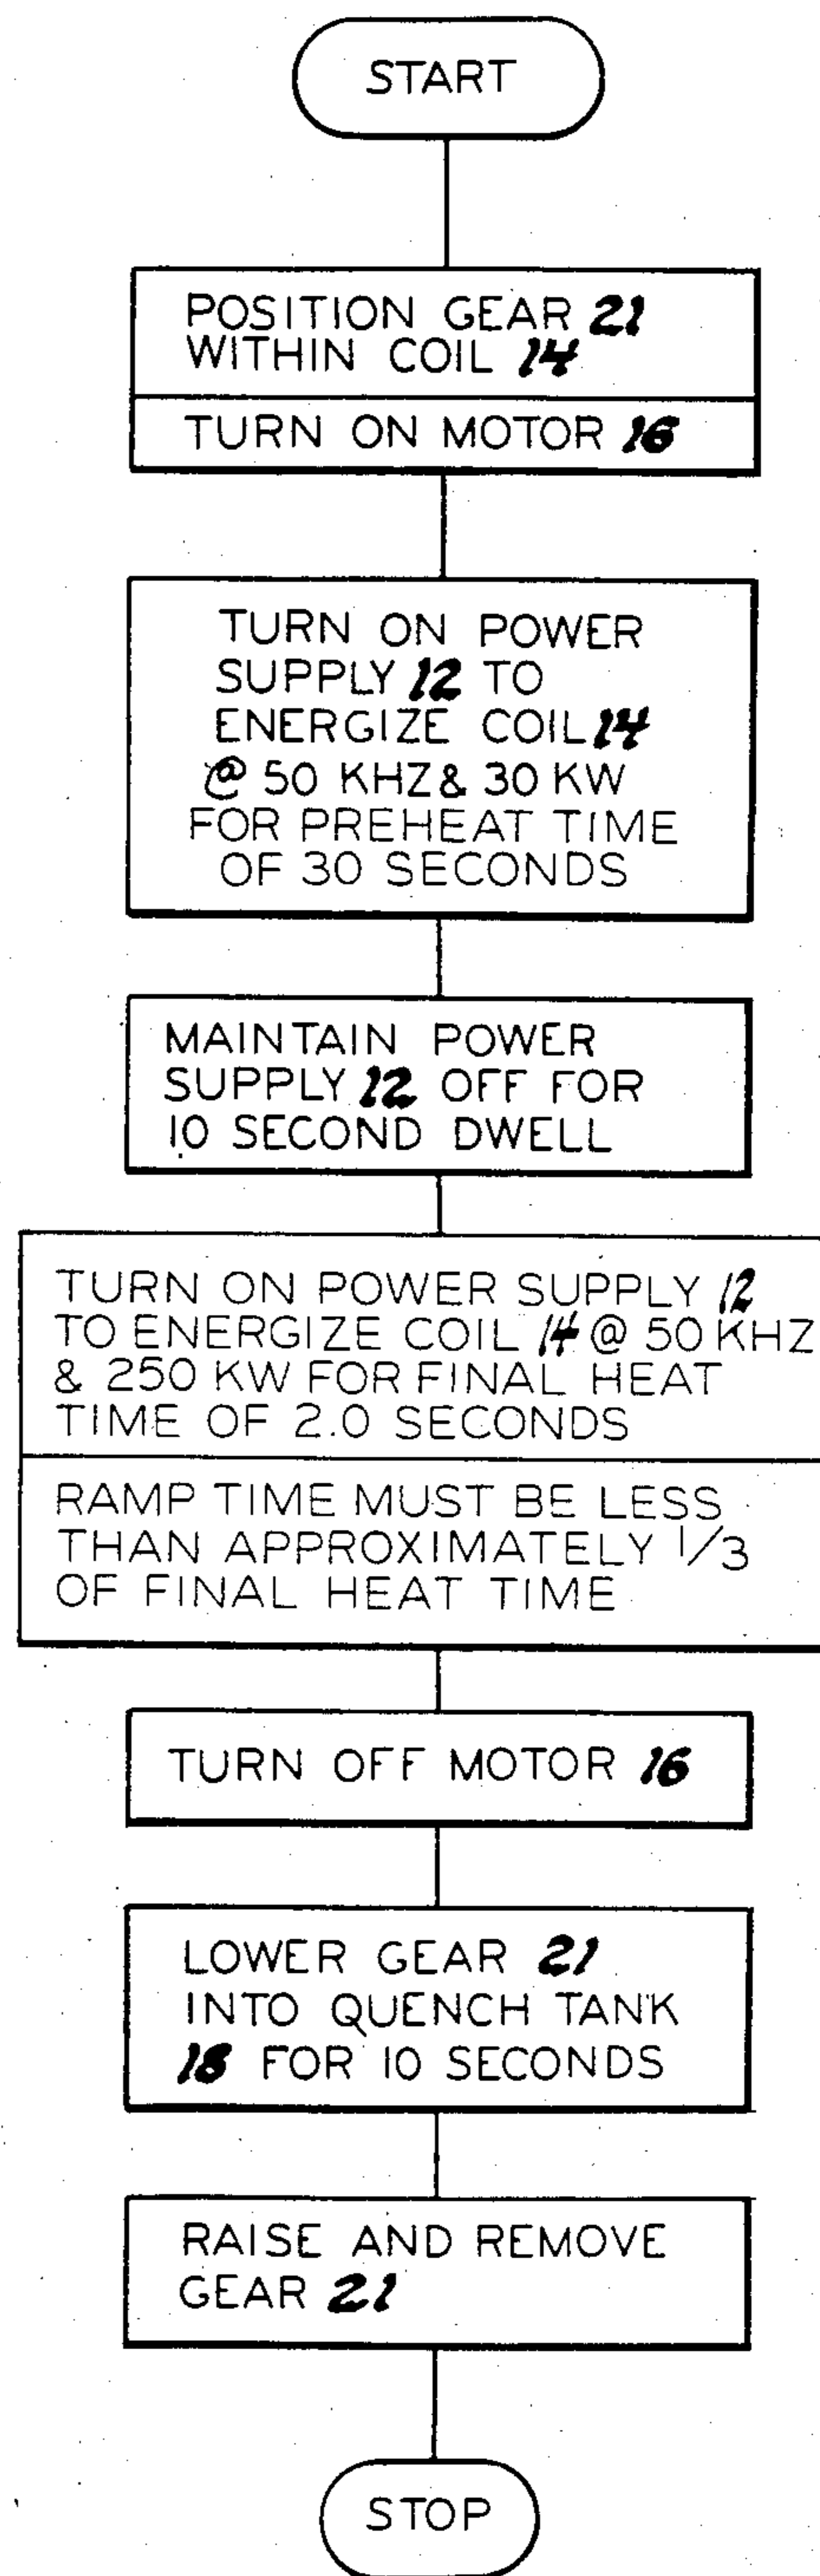 START
POSITION GEAR 21
WITHIN COIL 14
TURN ON MOTOR 16
TURN ON POWER
SUPPLY 12 TO
ENERGIZE COIL 14
@ 50 KHZ & 30 KW
FOR PREHEAT TIME
OF 30 SECONDS
MAINTAIN POWER
SUPPLY 12 OFF FOR
10 SECOND DWELL
TURN ON POWER SUPPLY 12
TO ENERGIZE COIL 14 @ 50 KHZ
& 250 KW FOR FINAL HEAT
TIME OF 2.0 SECONDS
RAMP TIME MUST BE LESS
THAN APPROXIMATELY 1/3
OF FINAL HEAT TIME
TURN OFF MOTOR 16
LOWER GEAR 21
INTO QUENCH TANK
18 FOR 10 SECONDS
RAISE AND REMOVE
GEAR 21
STOP